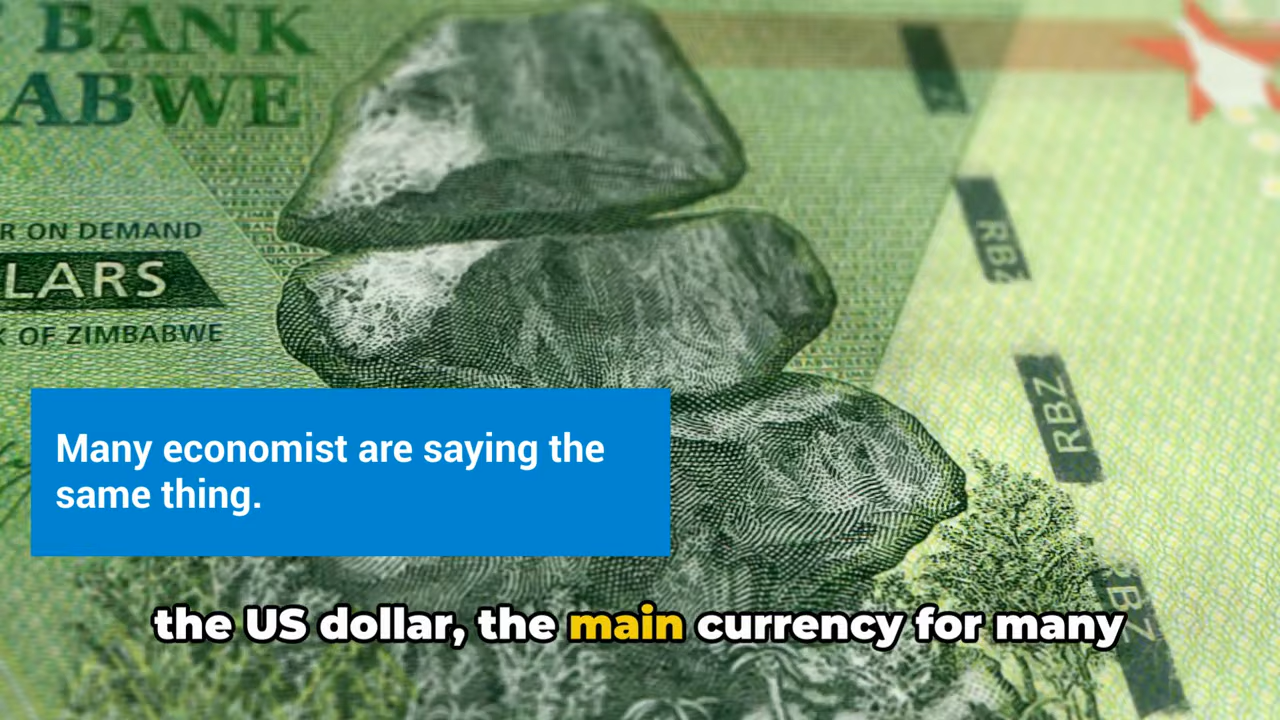 BANK
ABWE
R ON DEMAND
LARS
K OF ZIMBABWE
RBZ
RBZ
RBZ
Many economist are saying the
same thing.
the US dollar, the main currency for many